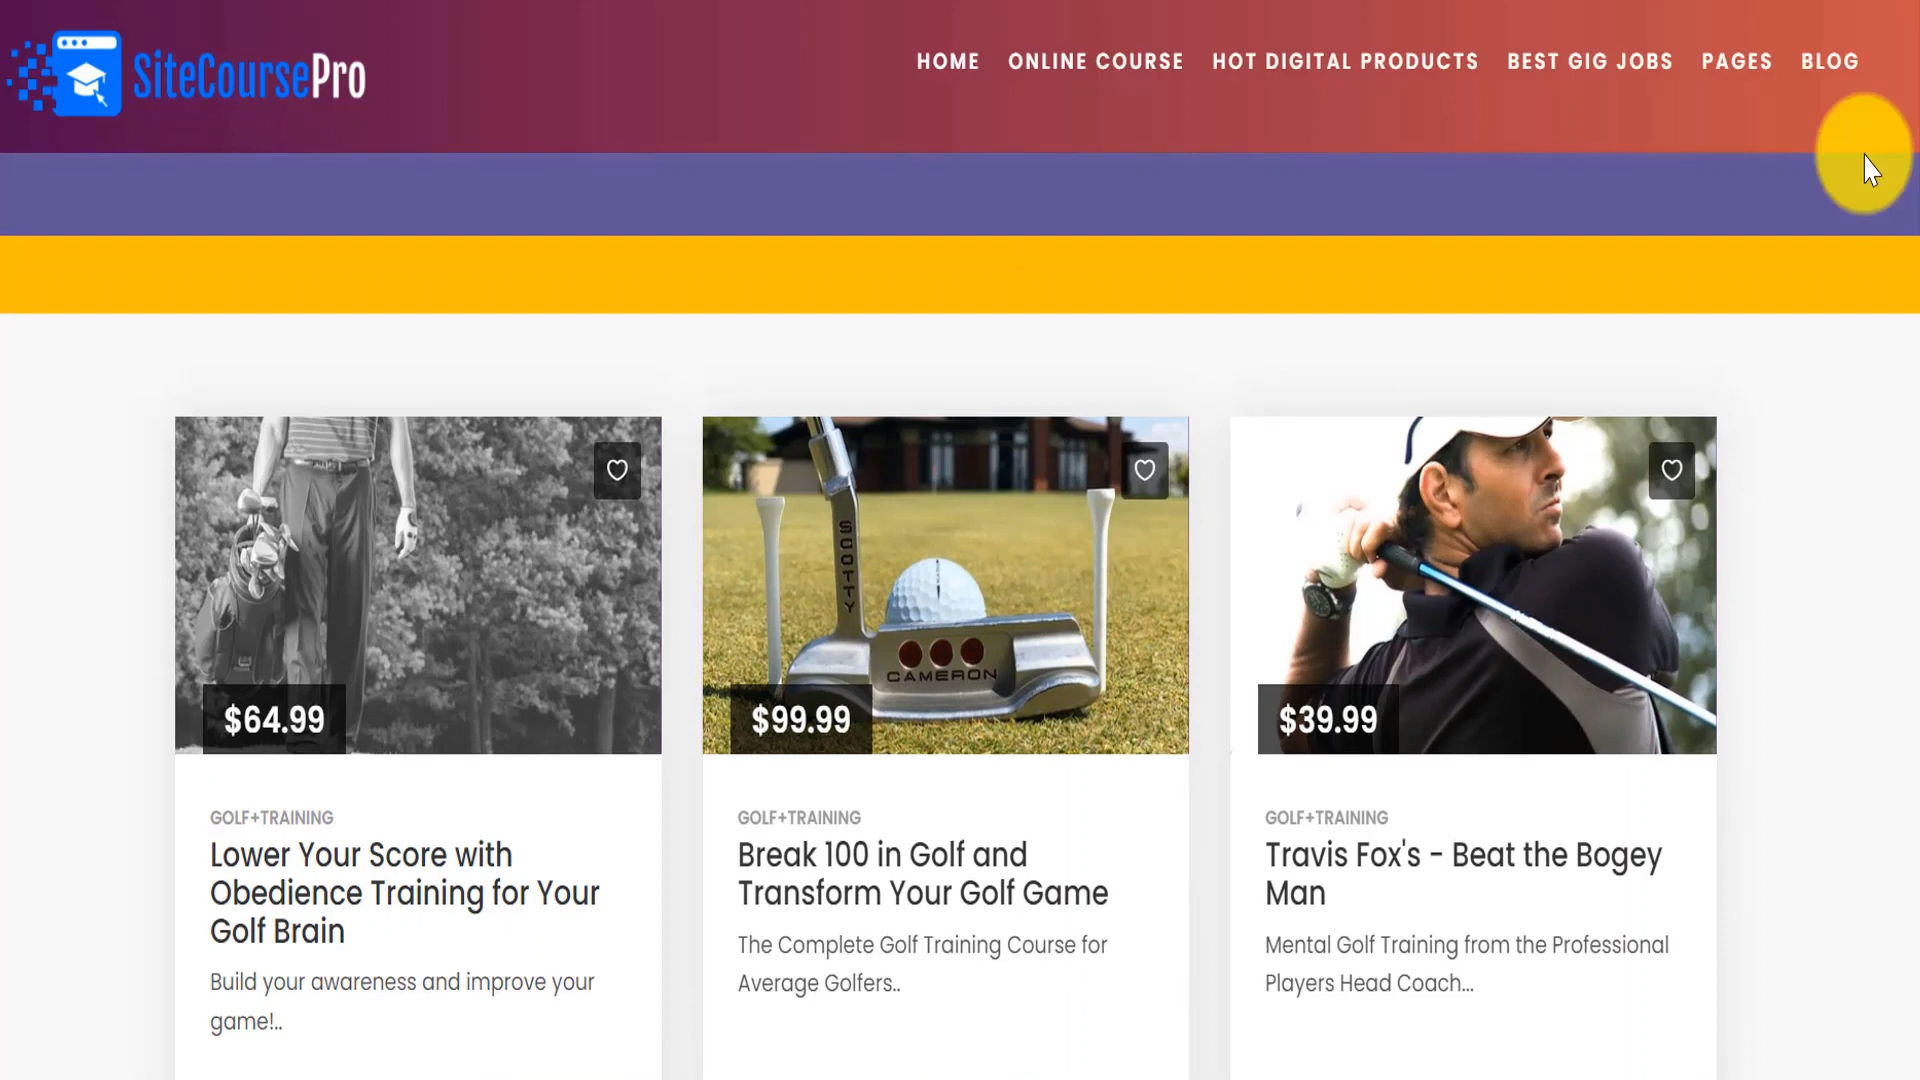 SiteCoursePro
HOME ONLINE COURSE HOT DIGITAL PRODUCTS BEST GIG JOBS PAGES BLOG
SCOTTY
CAMERON
$64.99
$99.99
$39.99
GOLF+TRAINING
Lower Your Score with
Obedience Training for Your
Golf Brain
Build your awareness and improve your
game!..
GOLF+TRAINING
Break 100 in Golf and
Transform Your Golf Game
The Complete Golf Training Course for
Average Golfers..
GOLF+TRAINING
Travis Fox's - Beat the Bogey
Man
Mental Golf Training from the Professional
Players Head Coach...